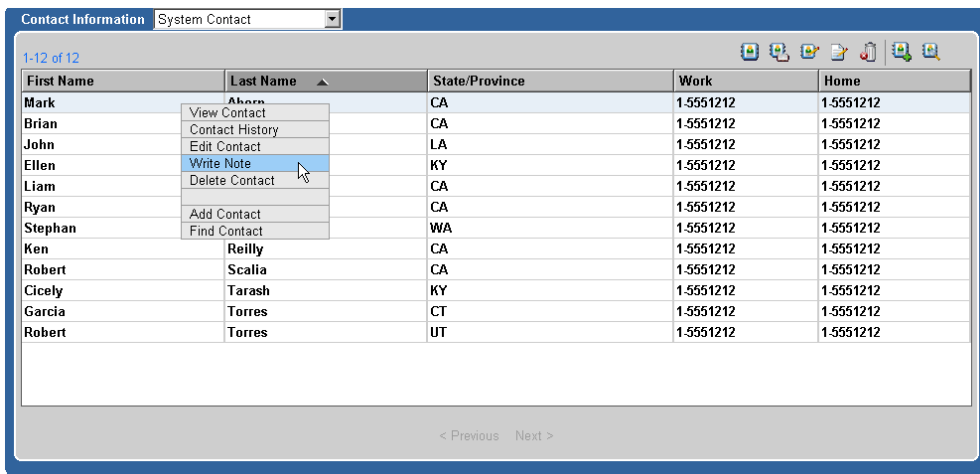 Contact Information System Contact
1-12 of 12
First Name Last Name State/Province Work Home
Mark Ahern CA 1-5551212 1-5551212
View Contact
Brian CA 1-5551212 1-5551212
Contact History
John LA 1-5551212 1-5551212
Edit Contact
Ellen KY 1-5551212 1-5551212
Write Note
Liam CA 1-5551212 1-5551212
Delete Contact
Ryan CA 1-5551212 1-5551212
Add Contact
Stephan WA 1-5551212 1-5551212
Find Contact
Ken Reilly CA 1-5551212 1-5551212
Robert Scalia CA 1-5551212 1-5551212
Cicely Tarash KY 1-5551212 1-5551212
Garcia Torres CT 1-5551212 1-5551212
Robert Torres UT 1-5551212 1-5551212
< Previous Next >